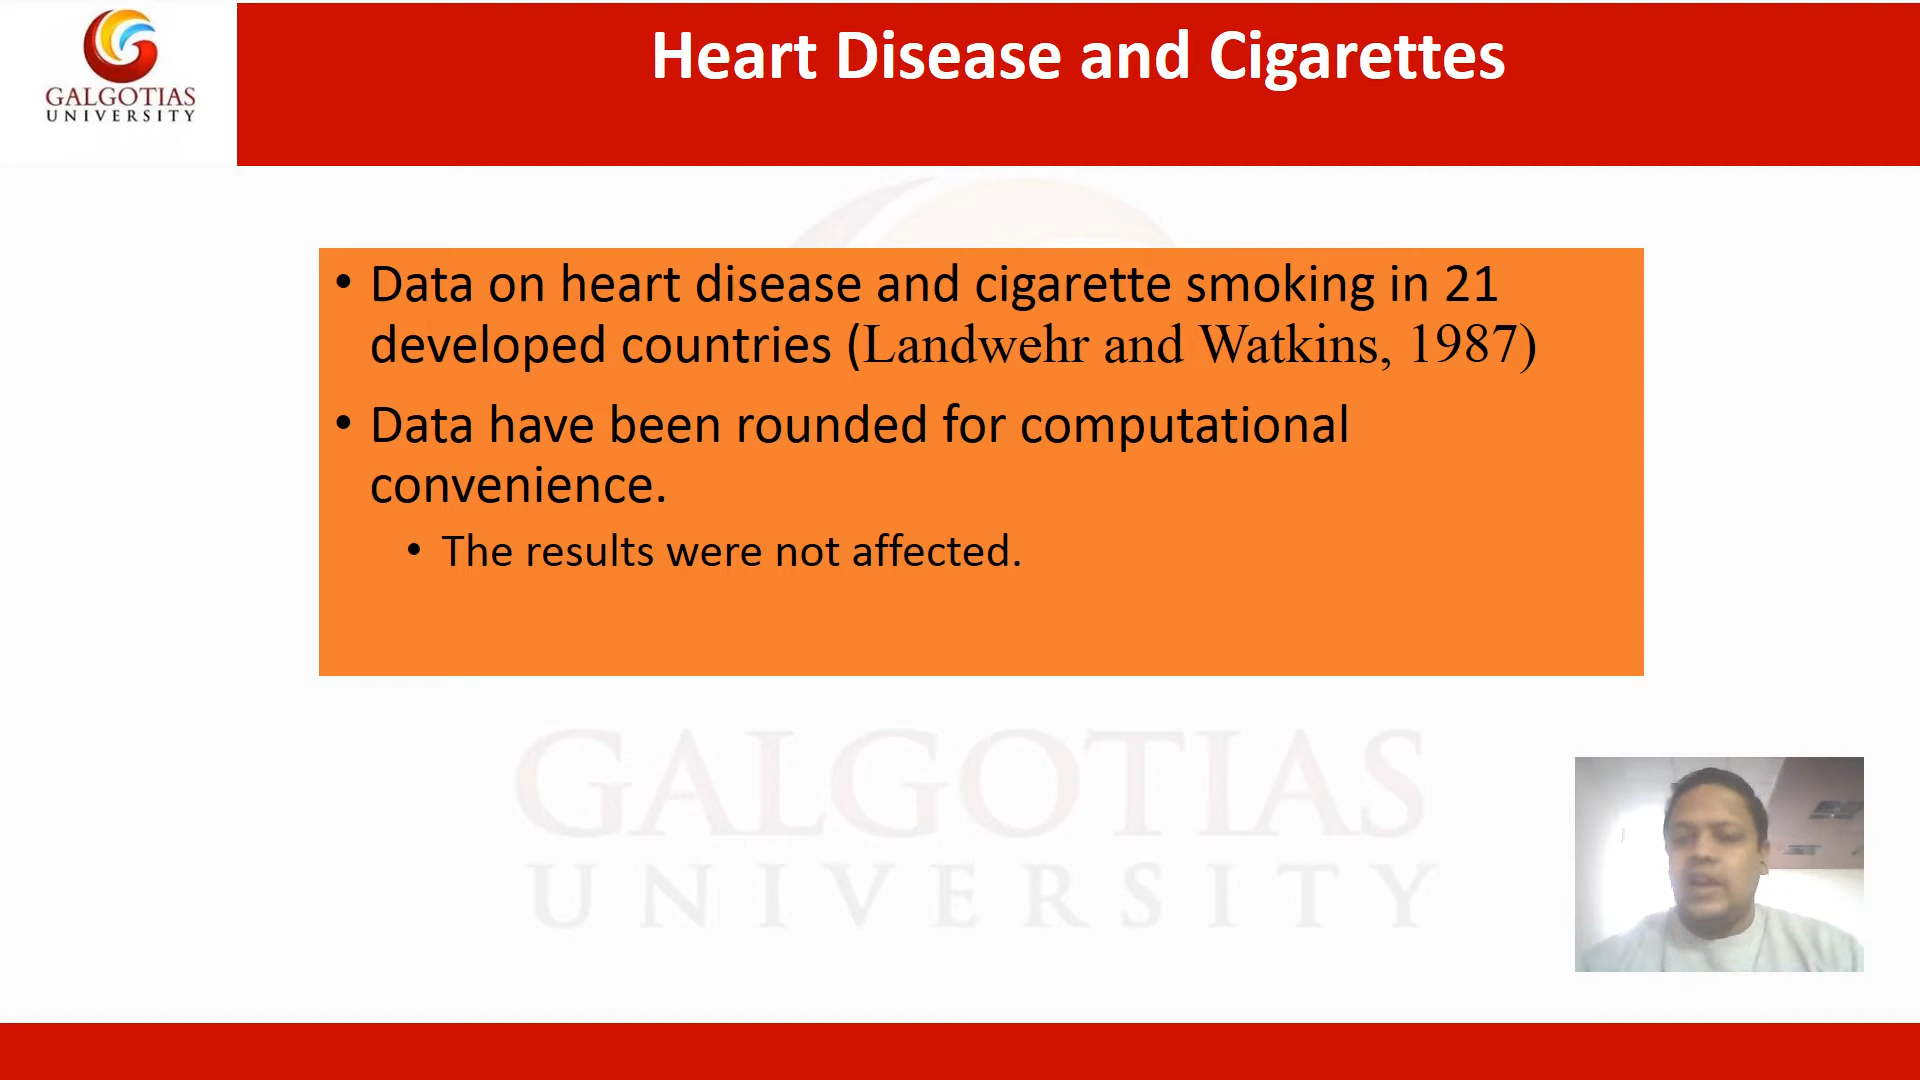 GALGOTIAS
UNIVERSITY
Heart Disease and Cigarettes
• Data on heart disease and cigarette smoking in 21
developed countries (Landwehr and Watkins, 1987)
• Data have been rounded for computational
convenience.
• The results were not affected.
GALGOTIAS
UNIVERSITY